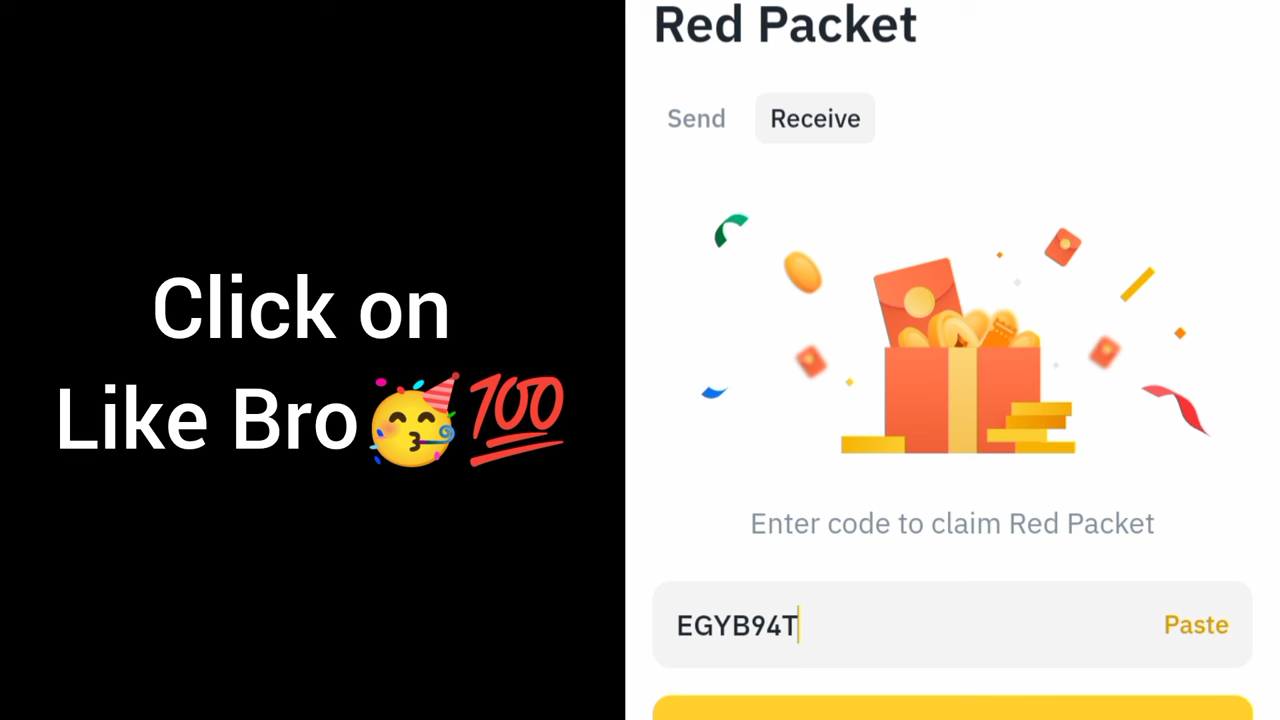 Click on
Like Bro🥳💯
Red Packet
Send Receive
Enter code to claim Red Packet
EGYB94T Paste